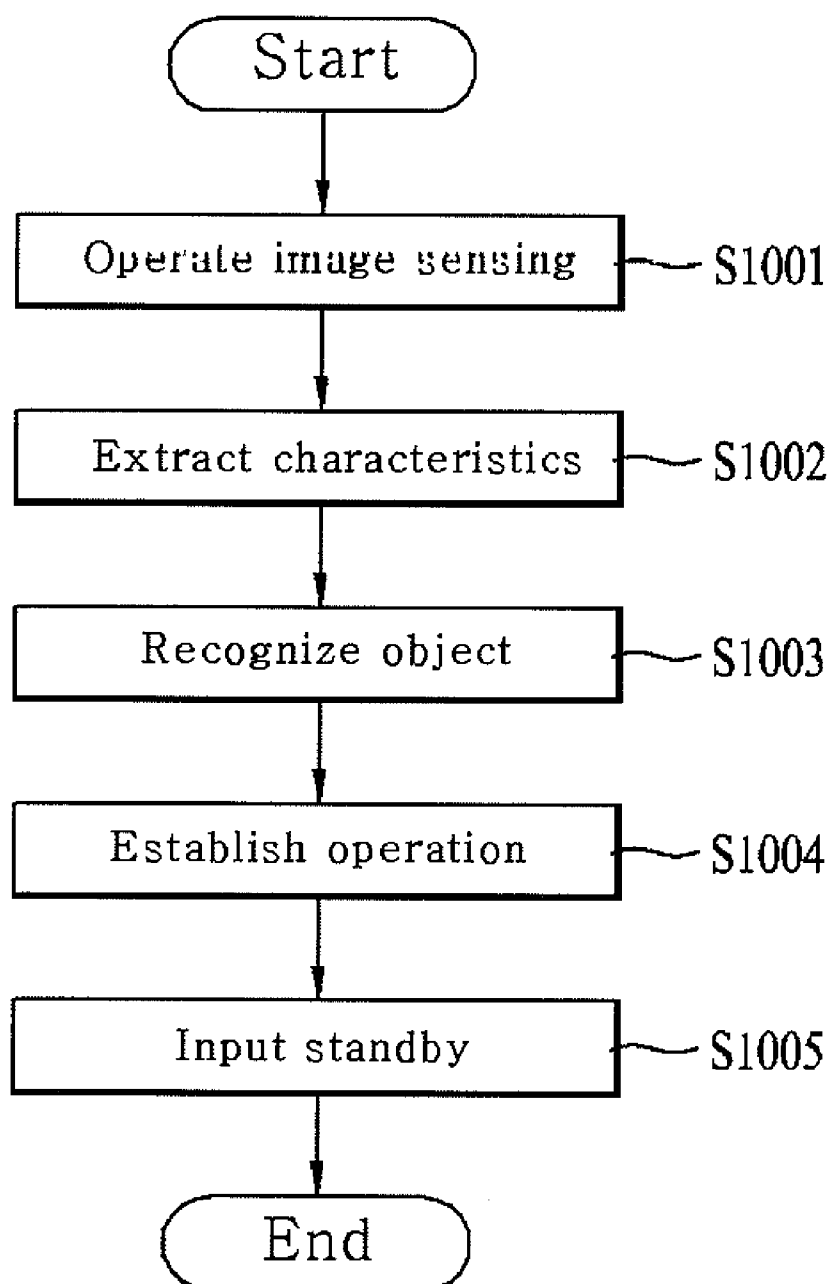 Start
Operate image sensing S1001
Extract characteristics S1002
Recognize object S1003
Establish operation S1004
Input standby S1005
End